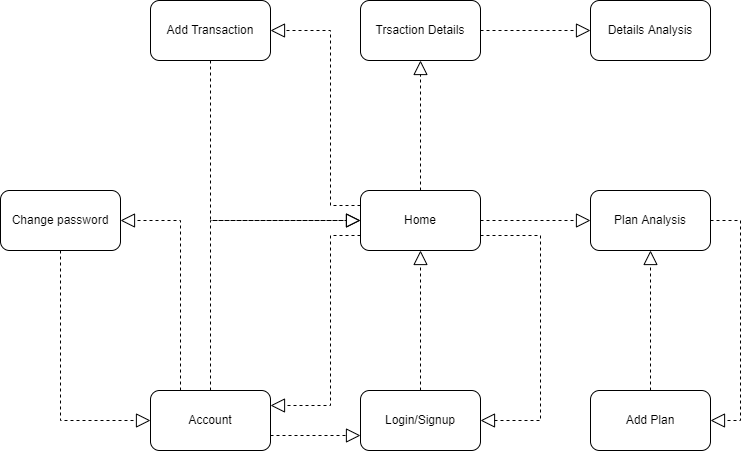 Add Transaction
Trsaction Details
Details Analysis
Change password
Home
Plan Analysis
Account
Login/Signup
Add Plan